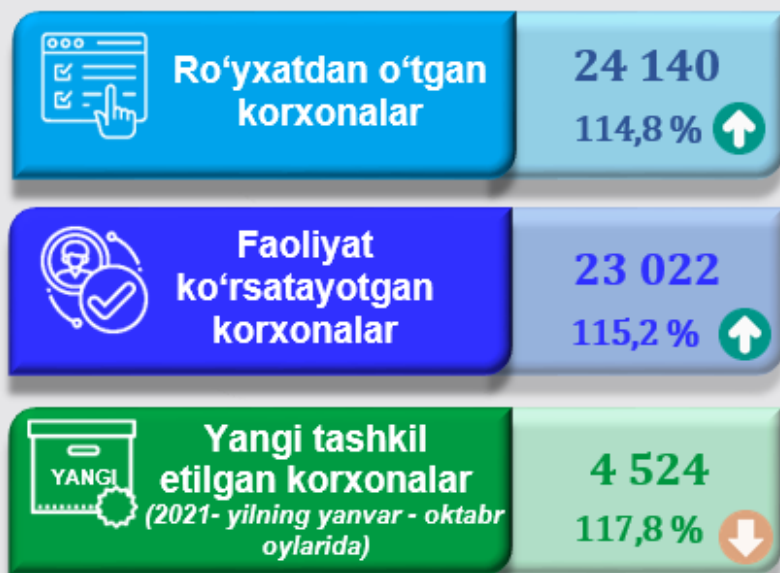 Ro‘yxatdan o‘tgan
korxonalar
24 140
114,8 %
Faoliyat
ko‘rsatayotgan
korxonalar
23 022
115,2 %
YANGI
Yangi tashkil
etilgan korxonalar
(2021- yilning yanvar - oktabr
oylarida)
4 524
117,8 %